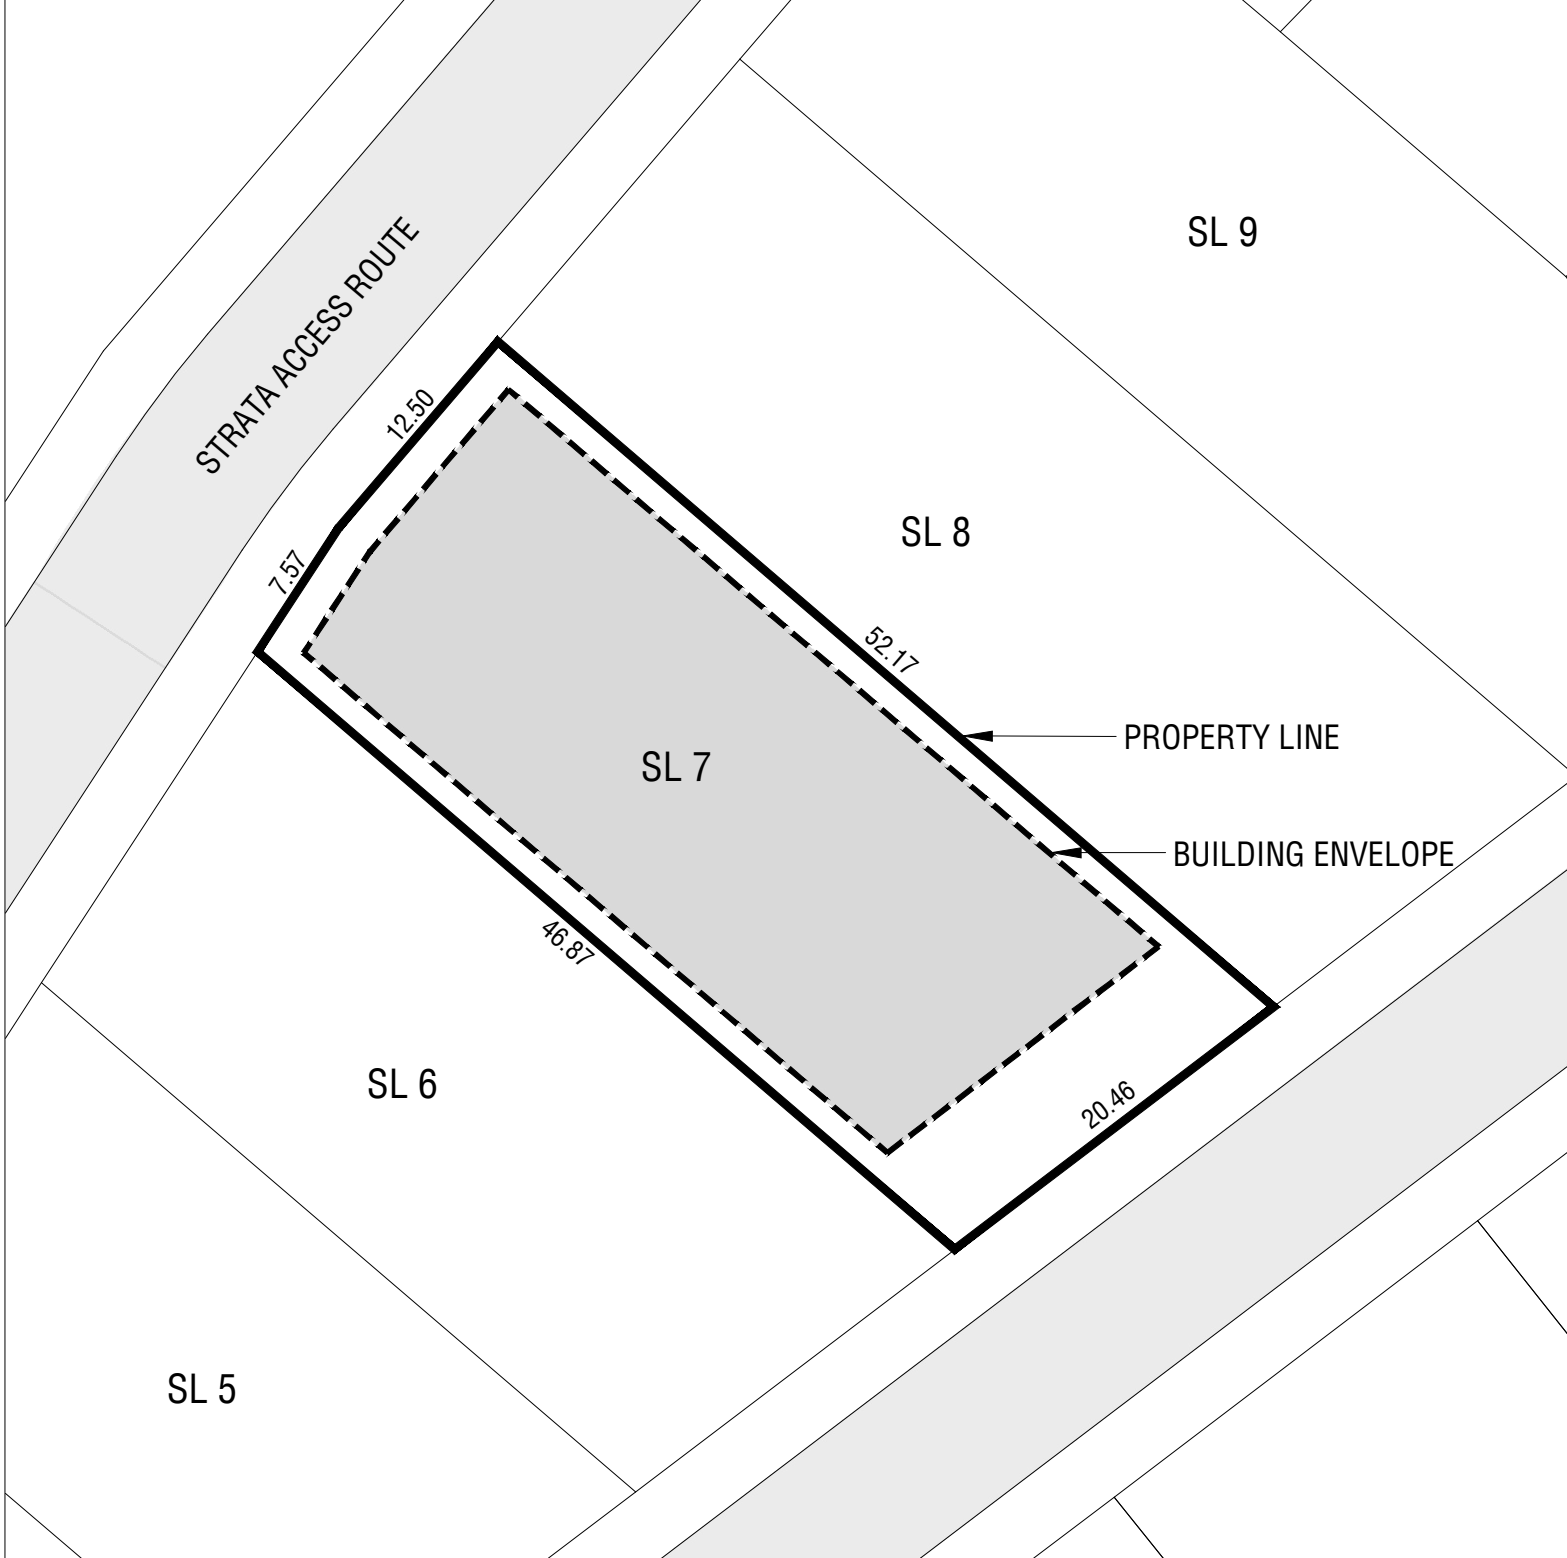 SL 9
STRATA ACCESS ROUTE
12.50
SL 8
7.57
52.17
PROPERTY LINE
SL 7
BUILDING ENVELOPE
46.87
SL 6
20.46
SL 5